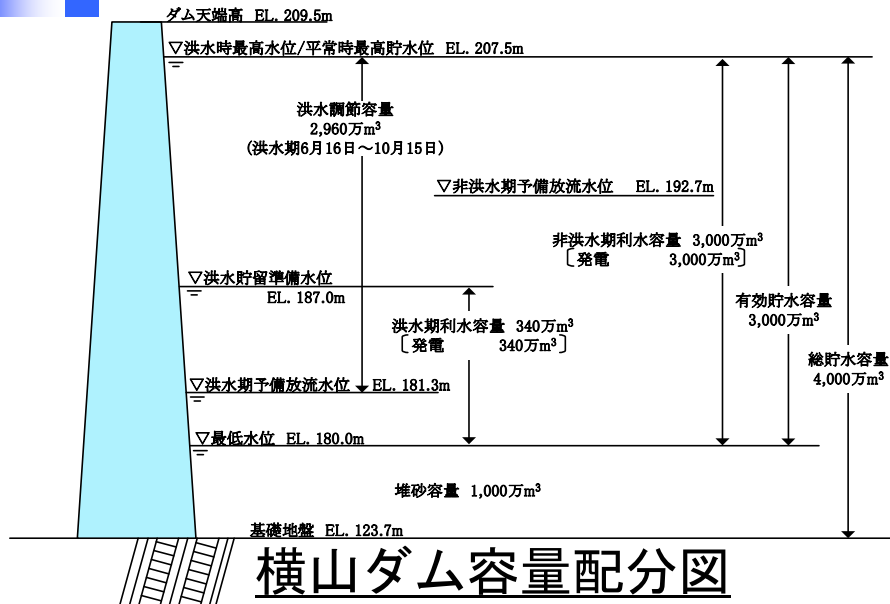 ダム天端高 EL. 209.5m
▽洪水時最高水位/平常時最高貯水位 EL. 207.5m
洪水調節容量
2,960万m³
(洪水期6月16日～10月15日)
▽非洪水期予備放流水位 EL. 192.7m
非洪水期利水容量 3,000万m³
〔発電 3,000万m³〕
▽洪水貯留準備水位
EL. 187.0m
有効貯水容量
3,000万m³
洪水期利水容量 340万m³
〔発電 340万m³〕
総貯水容量
4,000万m³
▽洪水期予備放流水位 EL. 181.3m
▽最低水位 EL. 180.0m
堆砂容量 1,000万m³
基礎地盤 EL. 123.7m
横山ダム容量配分図